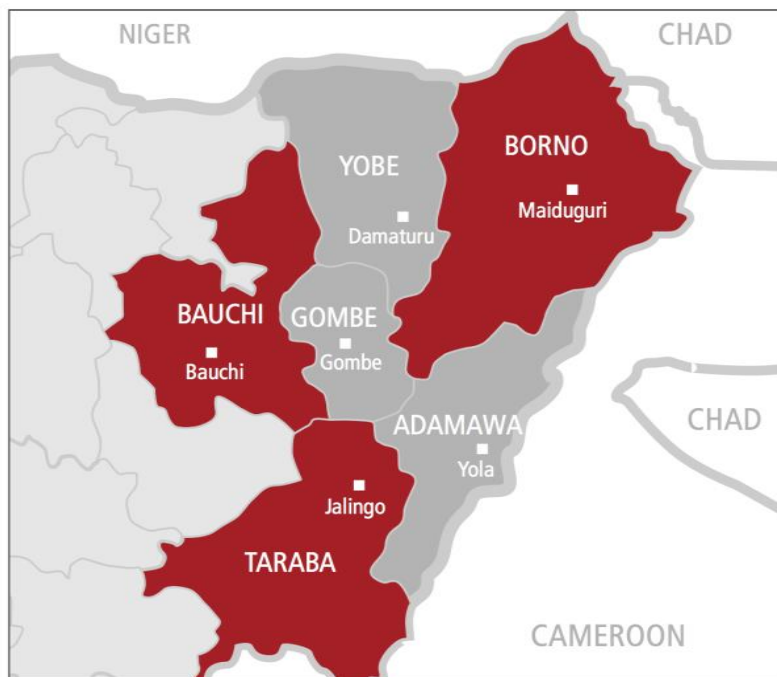 NIGER
CHAD
BORNO
YOBE
Maiduguri
Damaturu
BAUCHI
GOMBE
Bauchi
Gombe
ADAMAWA
CHAD
Yola
Jalingo
TARABA
CAMEROON